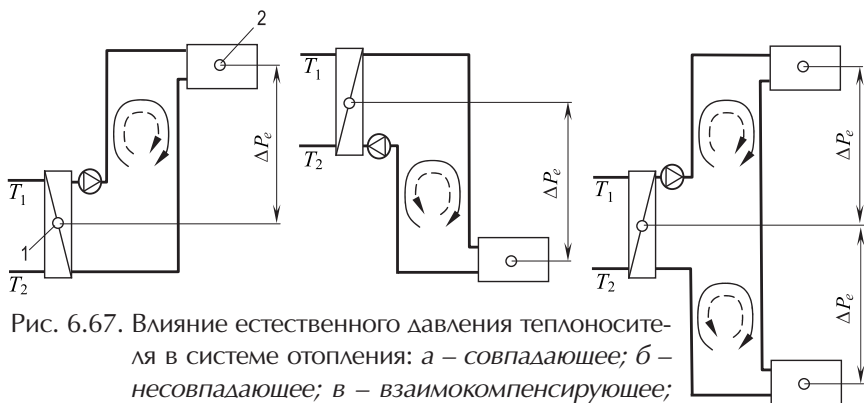 2
T₁
ΔPₑ
T₁
T₂
ΔPₑ
T₁
ΔPₑ
1
T₂
T₂
ΔPₑ
Рис. 6.67. Влияние естественного давления теплоносите-
ля в системе отопления: а – совпадающее; б –
несовпадающее; в – взаимокомпенсирующее;